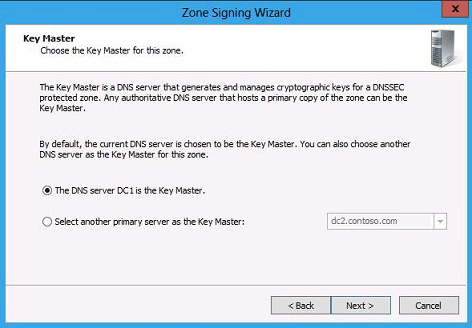 Zone Signing Wizard
x
Key Master
Choose the Key Master for this zone.
The Key Master is a DNS server that generates and manages cryptographic keys for a DNSSEC
protected zone. Any authoritative DNS server that hosts a primary copy of the zone can be the
Key Master.
By default, the current DNS server is chosen to be the Key Master. You can also choose another
DNS server as the Key Master for this zone.
The DNS server DC1 is the Key Master.
Select another primary server as the Key Master:
dc2.contoso.com
< Back
Next >
Cancel